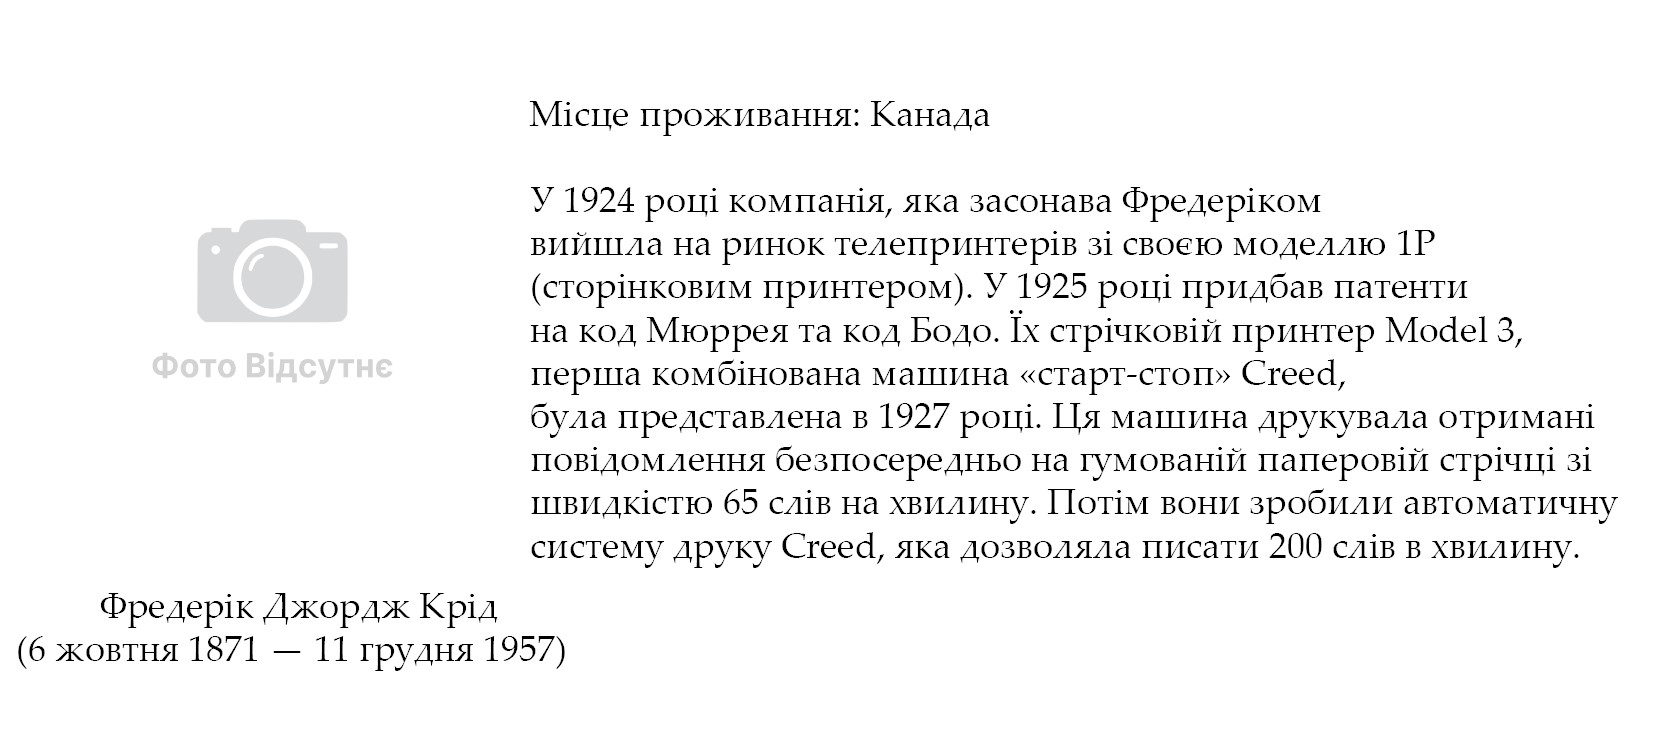 Місце проживання: Канада
У 1924 році компанія, яка засонава Фредеріком
вийшла на ринок телепринтерів зі своєю моделлю 1P
(сторінковим принтером). У 1925 році придбав патенти
на код Мюррея та код Бодо. Їх стрічковій принтер Model 3,
перша комбінована машина «старт-стоп» Creed,
була представлена в 1927 році. Ця машина друкувала отримані
повідомлення безпосередньо на гумованій паперовій стрічці зі
швидкістю 65 слів на хвилину. Потім вони зробили автоматичну
систему друку Creed, яка дозволяла писати 200 слів в хвилину.
Фото Відсутнє
Фредерік Джордж Крід
(6 жовтня 1871 — 11 грудня 1957)